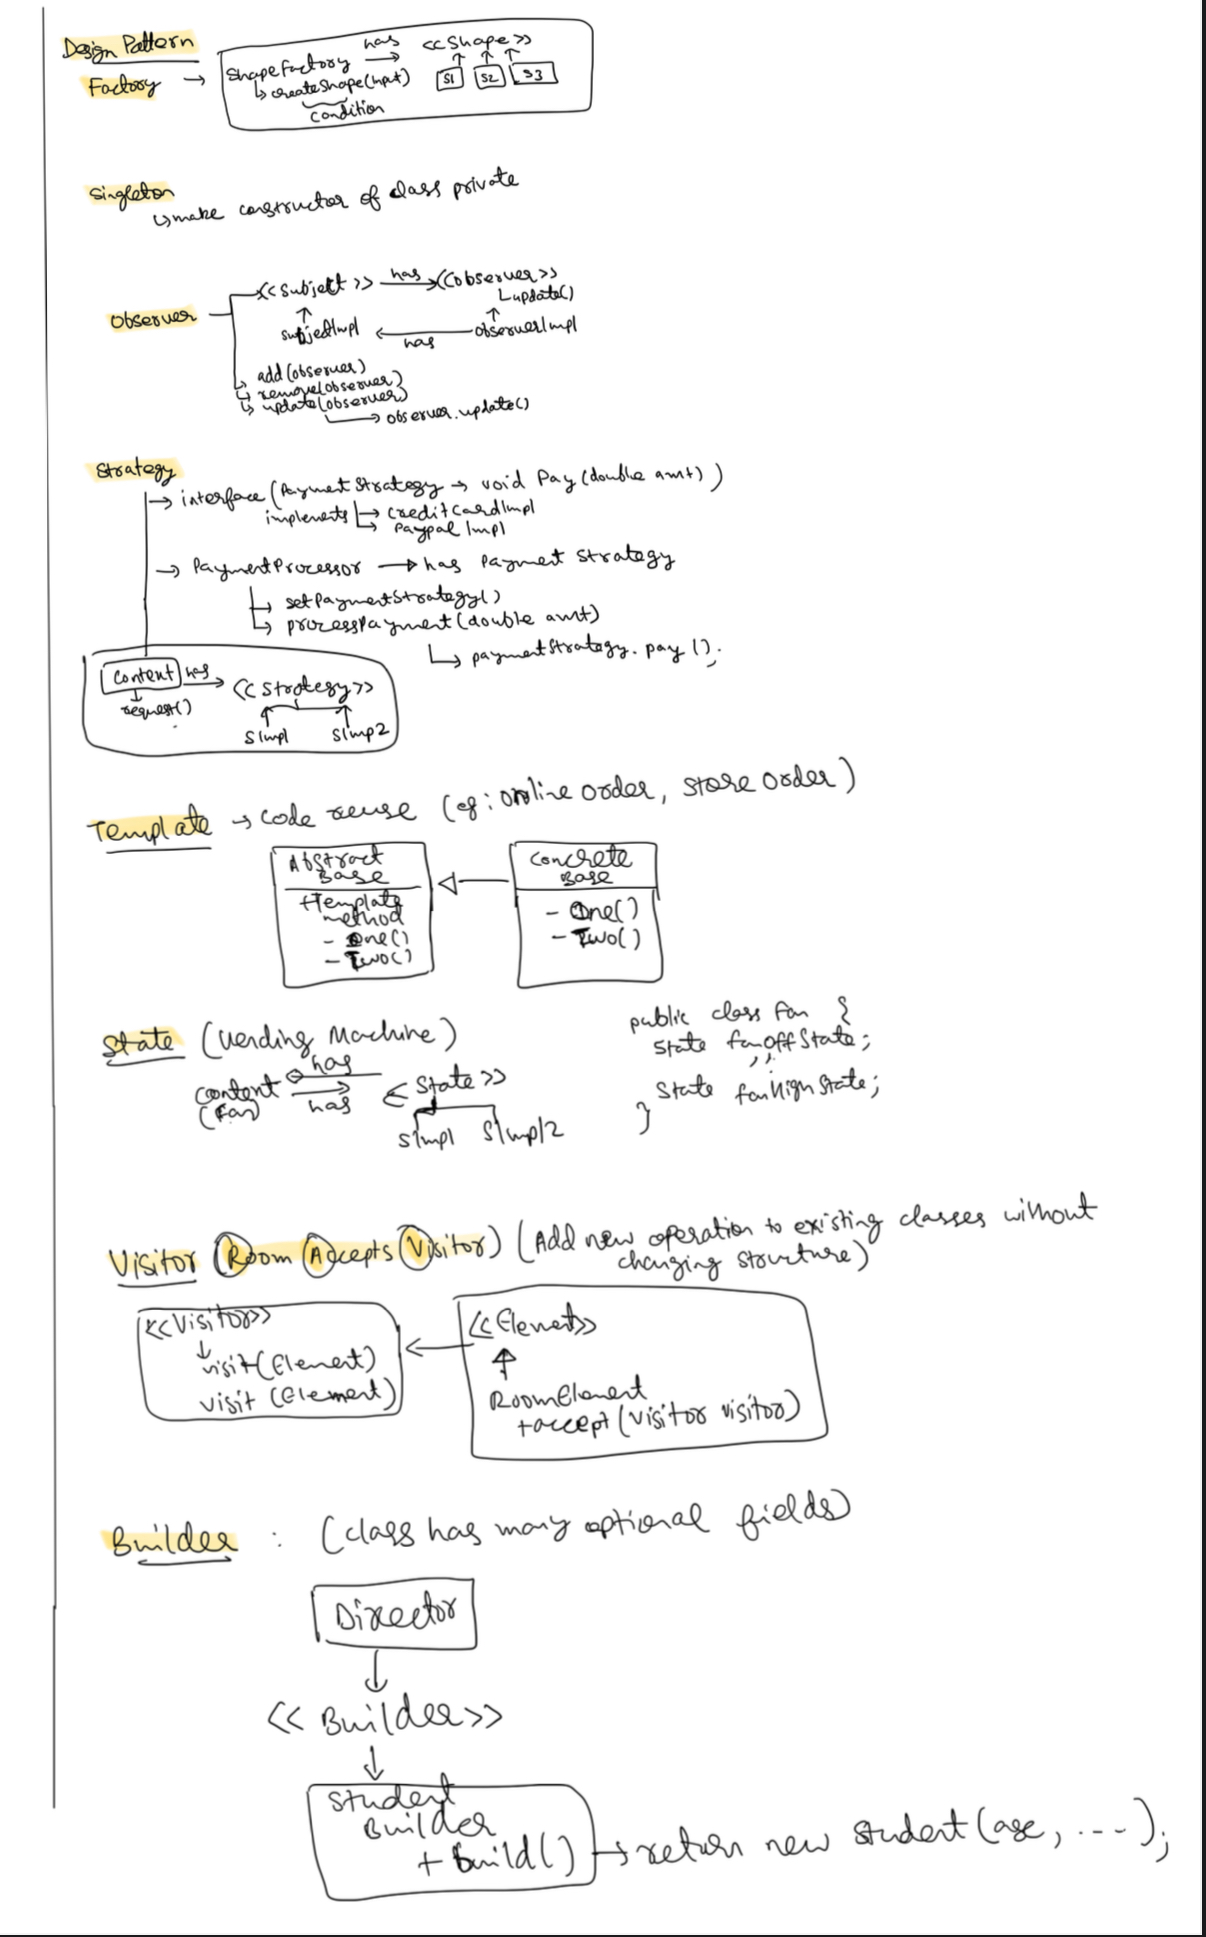 Design Pattern
Factory → ShapeFactory has → <<Shape>>
↳ createShape(input)
S1 S2 S3
condition
Singleton
↳ make constructor of class private
Observer
<<Subject>> has → <<observer>>
update()
subjectImpl ← has observerImpl
↳ add(observer)
↳ remove(observer)
↳ update(observer)
→ observer.update()
Strategy
→ interface (Payment Strategy → void Pay (double amt))
implements → creditCardImpl
→ Paypal Impl
→ PaymentProcessor → has Payment Strategy
↳ setPaymentStrategy()
↳ processPayment(double amt)
↳ paymentStrategy.pay();
Content has → <<Strategy>>
request()
SImpl SImp2
Template → code reuse (eg: online order, store order)
Abstract Base
+Template method
- One()
- Two()
Concrete Base
- One()
- Two()
State (Vending Machine)
has
content <State>>
(Fan) has
SImpl SImpl2
public class Fan {
State fanoffState;
,, ..
State fanHighState;
}
Visitor (Room Accepts Visitor) (Add new operation to existing classes without
changing structure)
<<Visitor>>
visit(Element)
visit (Element)
<<Element>>
RoomElement
+accept(Visitor visitor)
Builder : (class has many optional fields)
Director
<< Builder>>
Student
Builder
+ build() → return new student(age, ----);